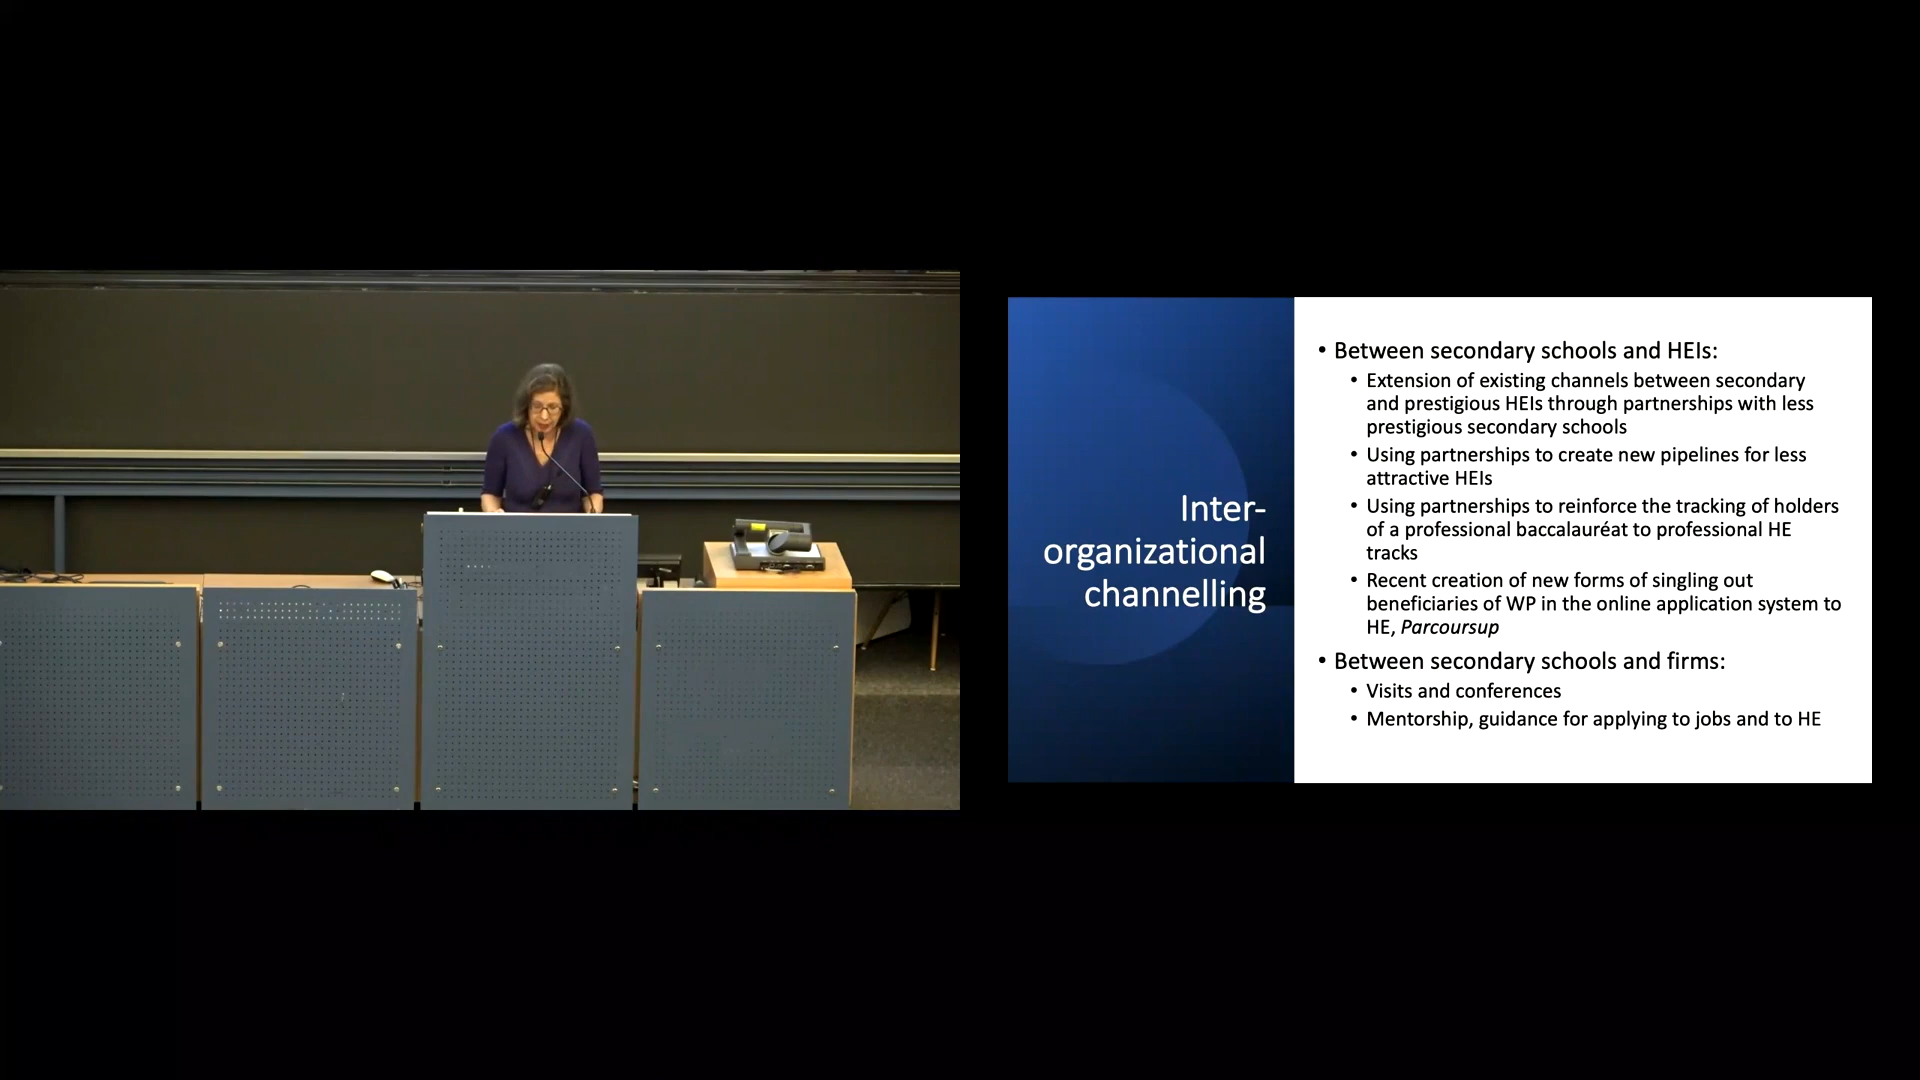 Inter-
organizational
channelling
• Between secondary schools and HEIs:
• Extension of existing channels between secondary
and prestigious HEIs through partnerships with less
prestigious secondary schools
• Using partnerships to create new pipelines for less
attractive HEIs
• Using partnerships to reinforce the tracking of holders
of a professional baccalauréat to professional HE
tracks
• Recent creation of new forms of singling out
beneficiaries of WP in the online application system to
HE, Parcoursup
• Between secondary schools and firms:
• Visits and conferences
• Mentorship, guidance for applying to jobs and to HE